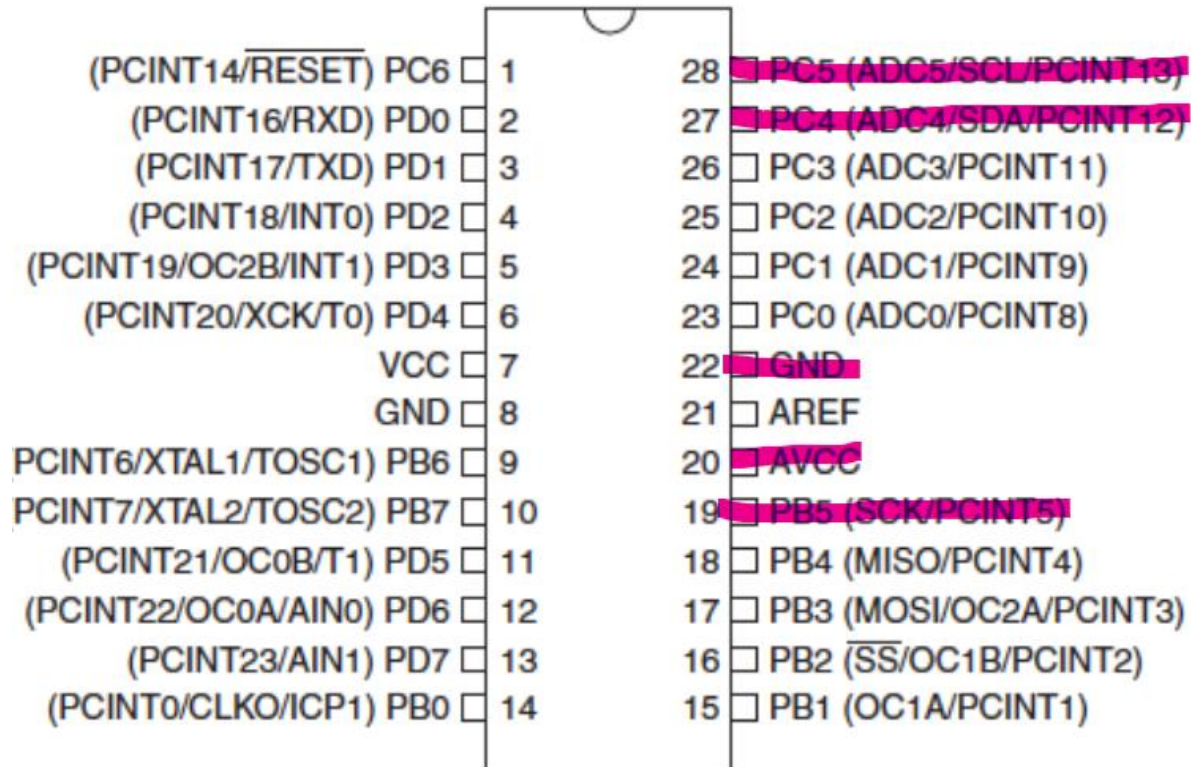 (PCINT14/RESET) PC6 1 28 PC5 (ADC5/SCL/PCINT13)
(PCINT16/RXD) PD0 2 27 PC4 (ADC4/SDA/PCINT12)
(PCINT17/TXD) PD1 3 26 PC3 (ADC3/PCINT11)
(PCINT18/INT0) PD2 4 25 PC2 (ADC2/PCINT10)
(PCINT19/OC2B/INT1) PD3 5 24 PC1 (ADC1/PCINT9)
(PCINT20/XCK/T0) PD4 6 23 PC0 (ADC0/PCINT8)
VCC 7 22 GND
GND 8 21 AREF
PCINT6/XTAL1/TOSC1) PB6 9 20 AVCC
PCINT7/XTAL2/TOSC2) PB7 10 19 PB5 (SCK/PCINT5)
(PCINT21/OC0B/T1) PD5 11 18 PB4 (MISO/PCINT4)
(PCINT22/OC0A/AIN0) PD6 12 17 PB3 (MOSI/OC2A/PCINT3)
(PCINT23/AIN1) PD7 13 16 PB2 (SS/OC1B/PCINT2)
(PCINT0/CLKO/ICP1) PB0 14 15 PB1 (OC1A/PCINT1)